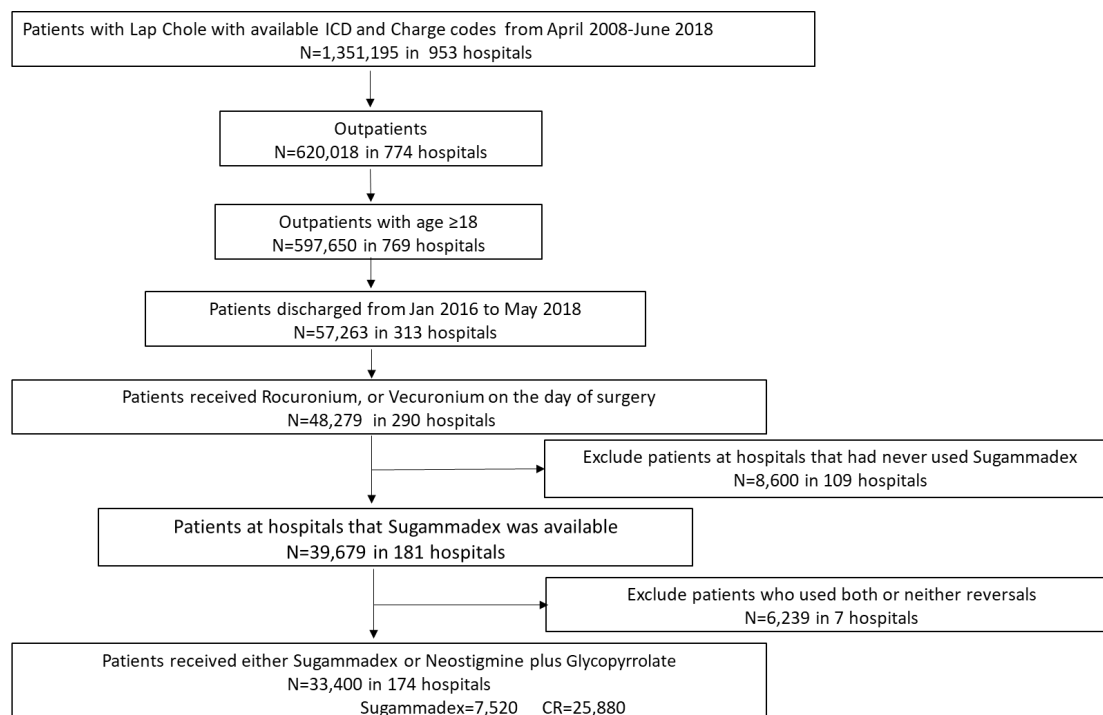 Patients with Lap Chole with available ICD and Charge codes from April 2008-June 2018
N=1,351,195 in 953 hospitals
Outpatients
N=620,018 in 774 hospitals
Outpatients with age ≥18
N=597,650 in 769 hospitals
Patients discharged from Jan 2016 to May 2018
N=57,263 in 313 hospitals
Patients received Rocuronium, or Vecuronium on the day of surgery
N=48,279 in 290 hospitals
Exclude patients at hospitals that had never used Sugammadex
N=8,600 in 109 hospitals
Patients at hospitals that Sugammadex was available
N=39,679 in 181 hospitals
Exclude patients who used both or neither reversals
N=6,239 in 7 hospitals
Patients received either Sugammadex or Neostigmine plus Glycopyrrolate
N=33,400 in 174 hospitals
Sugammadex=7,520 CR=25,880